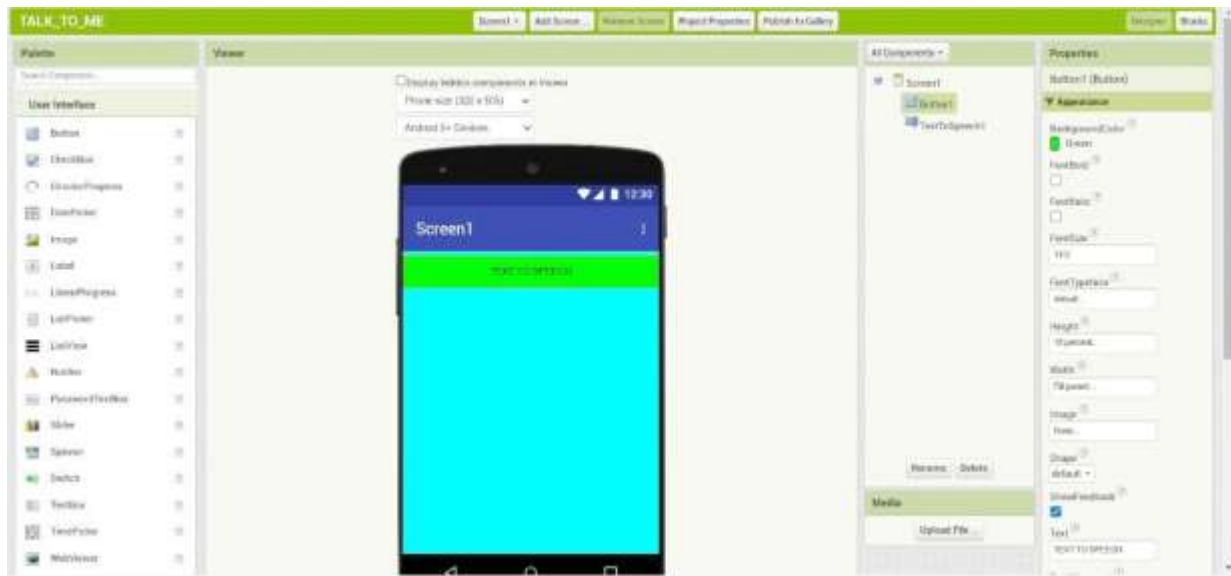 TALK_TO_ME
Screen1
Add Screen ...
Remove Screen
Project Properties
Publish to Gallery
Designer
Blocks
Palette
Search Components...
User Interface
Button
CheckBox
CircularProgress
DatePicker
Image
Label
LinearProgress
ListPicker
ListView
Notifier
PasswordTextBox
Slider
Spinner
Switch
TextBox
TimePicker
WebViewer
Viewer
Display hidden components in Viewer
Phone size (320 x 505)
Android 5+ Devices
12:30
Screen1
TEXT TO SPEECH
All Components
Screen1
Button1
TextToSpeech1
Rename
Delete
Media
Upload File ...
Properties
Button1 (Button)
Appearance
BackgroundColor
Green
FontBold
FontItalic
FontSize
FontTypeface
default...
Height
10 percent...
Width
Fill parent...
Image
None...
Shape
default
ShowFeedback
Text
TEXT TO SPEECH